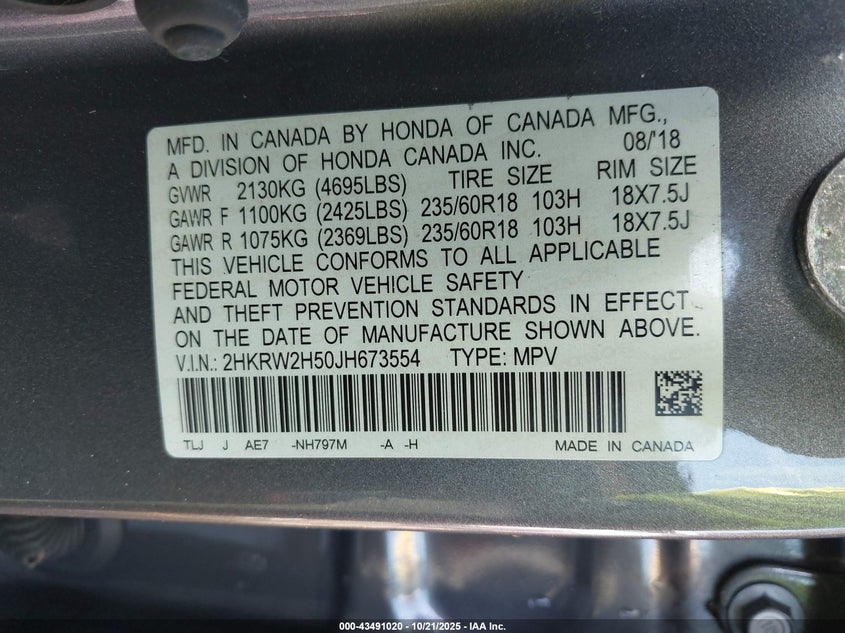 MFD. IN CANADA BY HONDA OF CANADA MFG.,
A DIVISION OF HONDA CANADA INC. 08/'18
GVWR 2130KG (4695LBS) TIRE SIZE RIM SIZE
GAWR F 1100KG (2425LBS) 235/60R18 103H 18X7.5J
GAWR R 1075KG (2369LBS) 235/60R18 103H 18X7.5J
THIS VEHICLE CONFORMS TO ALL APPLICABLE
FEDERAL MOTOR VEHICLE SAFETY
AND THEFT PREVENTION STANDARDS IN EFFECT
ON THE DATE OF MANUFACTURE SHOWN ABOVE.
V.I.N.: 2HKRW2H50JH673554 TYPE: MPV
TLJ J AE7 -NH797M -A -H MADE IN CANADA
000-43491020 - 10/21/2025 - IAA Inc.